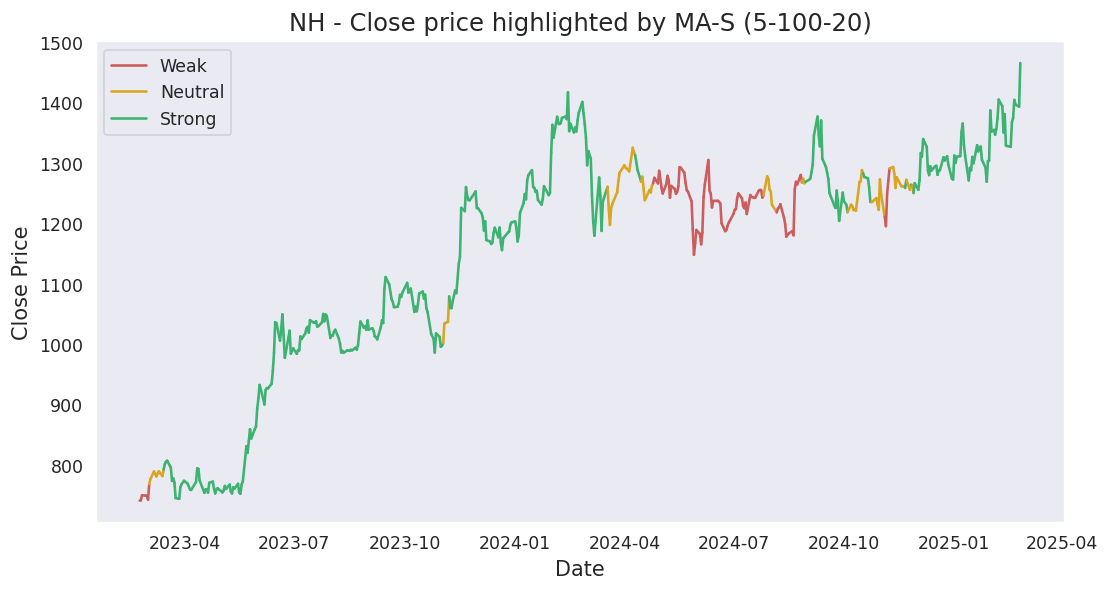 NH - Close price highlighted by MA-S (5-100-20)
Weak
Neutral
Strong
Close Price
1500
1400
1300
1200
1100
1000
900
800
2023-04 2023-07 2023-10 2024-01 2024-04 2024-07 2024-10 2025-01 2025-04
Date